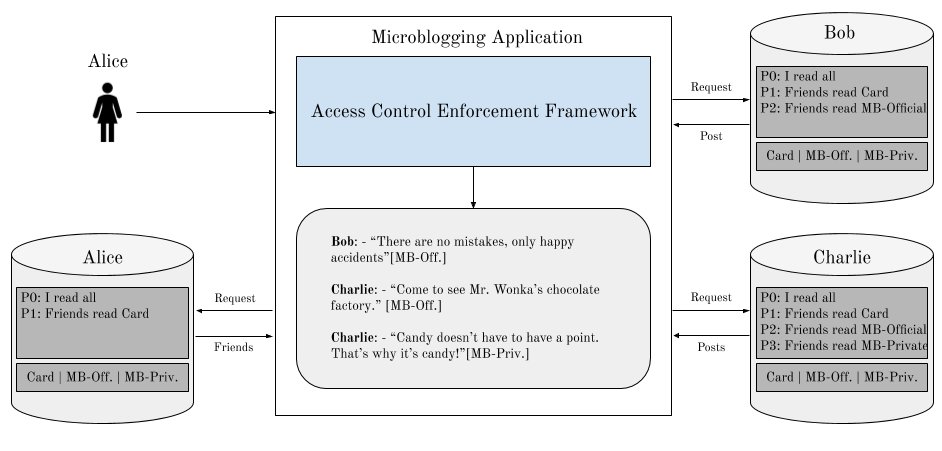 Microblogging Application
Alice
Access Control Enforcement Framework
Bob: - “There are no mistakes, only happy
accidents”[MB-Off.]
Charlie: - “Come to see Mr. Wonka’s chocolate
factory.” [MB-Off.]
Charlie: - “Candy doesn’t have to have a point.
That’s why it’s candy!”[MB-Priv.]
Alice
P0: I read all
P1: Friends read Card
Card | MB-Off. | MB-Priv.
Request
Friends
Request
Post
Bob
P0: I read all
P1: Friends read Card
P2: Friends read MB-Official
Card | MB-Off. | MB-Priv.
Request
Posts
Charlie
P0: I read all
P1: Friends read Card
P2: Friends read MB-Official
P3: Friends read MB-Private
Card | MB-Off. | MB-Priv.